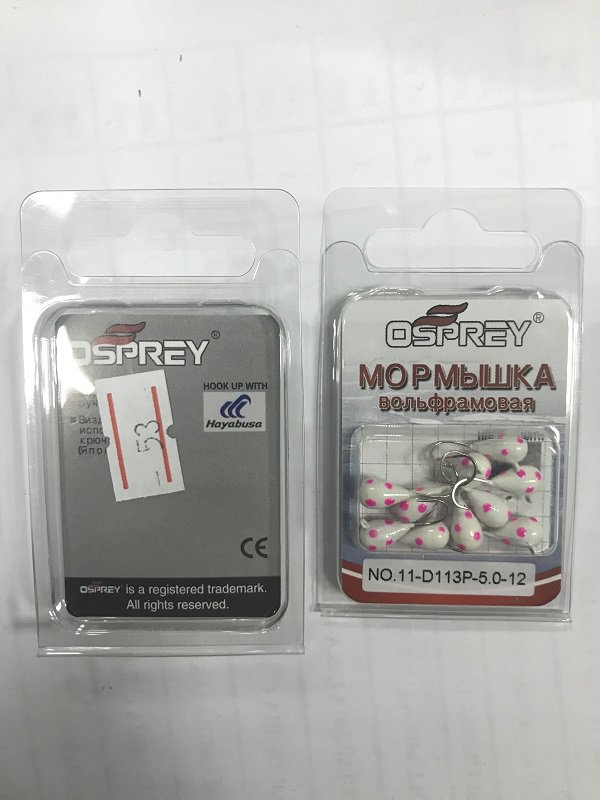 OSPREY®
HOOK UP WITH
Hayabusa
53
CE
OSPREY is a registered trademark.
All rights reserved.
OSPREY®
МОРМЫШКА
вольфрамовая
NO.11-D113P-5.0-12